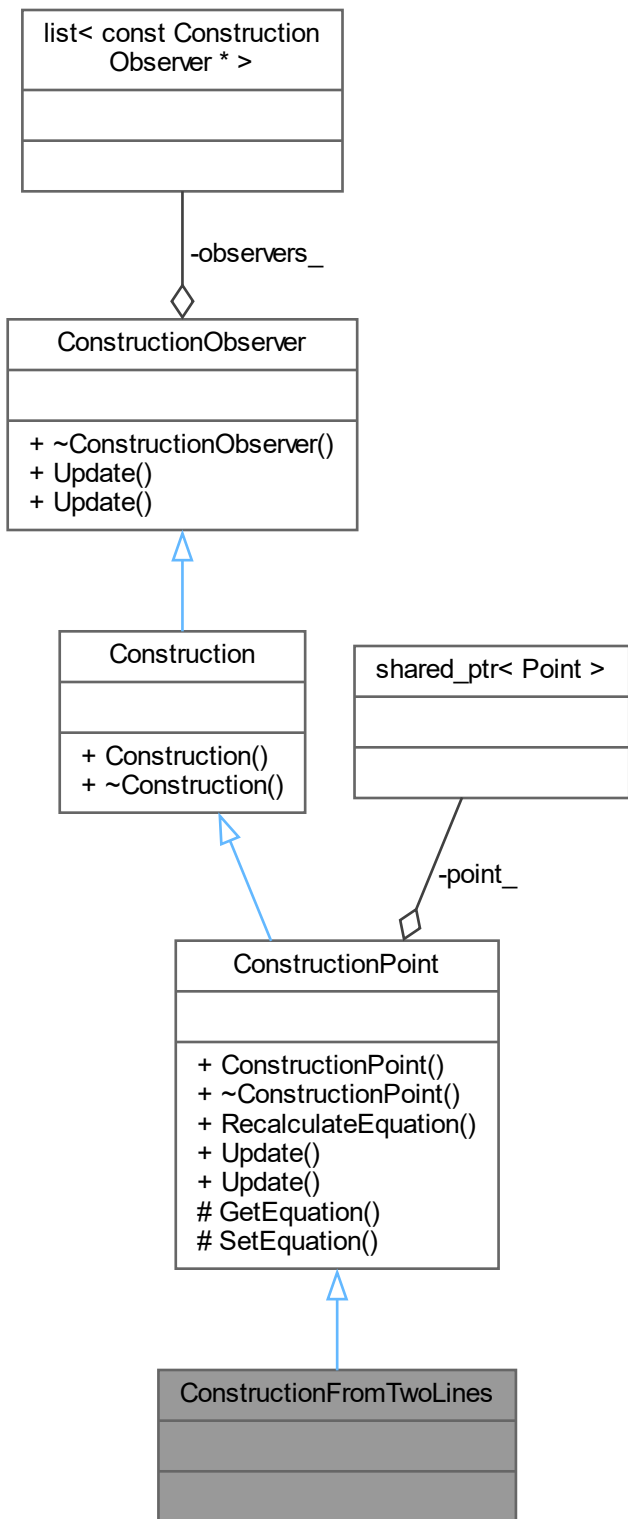 list< const Construction
Observer * >
-observers_
ConstructionObserver
+ ~ConstructionObserver()
+ Update()
+ Update()
Construction
+ Construction()
+ ~Construction()
shared_ptr< Point >
-point_
ConstructionPoint
+ ConstructionPoint()
+ ~ConstructionPoint()
+ RecalculateEquation()
+ Update()
+ Update()
# GetEquation()
# SetEquation()
ConstructionFromTwoLines